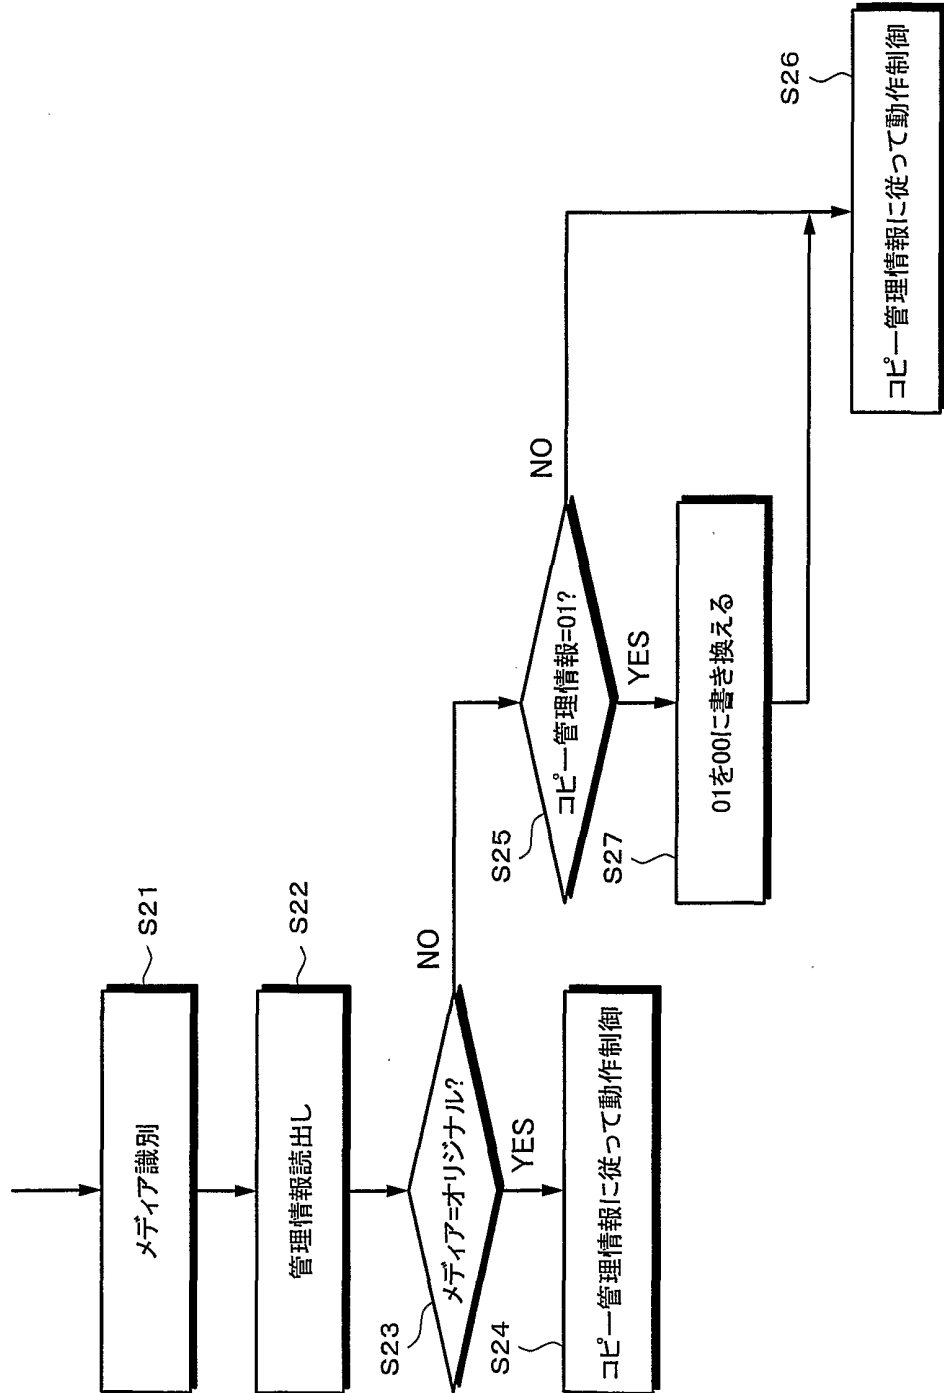 メディア識別
S21
管理情報読出し
S22
メディア=オリジナル?
S23
NO
YES
コピー管理情報に従って動作制御
S24
コピー管理情報=01?
S25
NO
YES
01を00に書き換える
S27
コピー管理情報に従って動作制御
S26